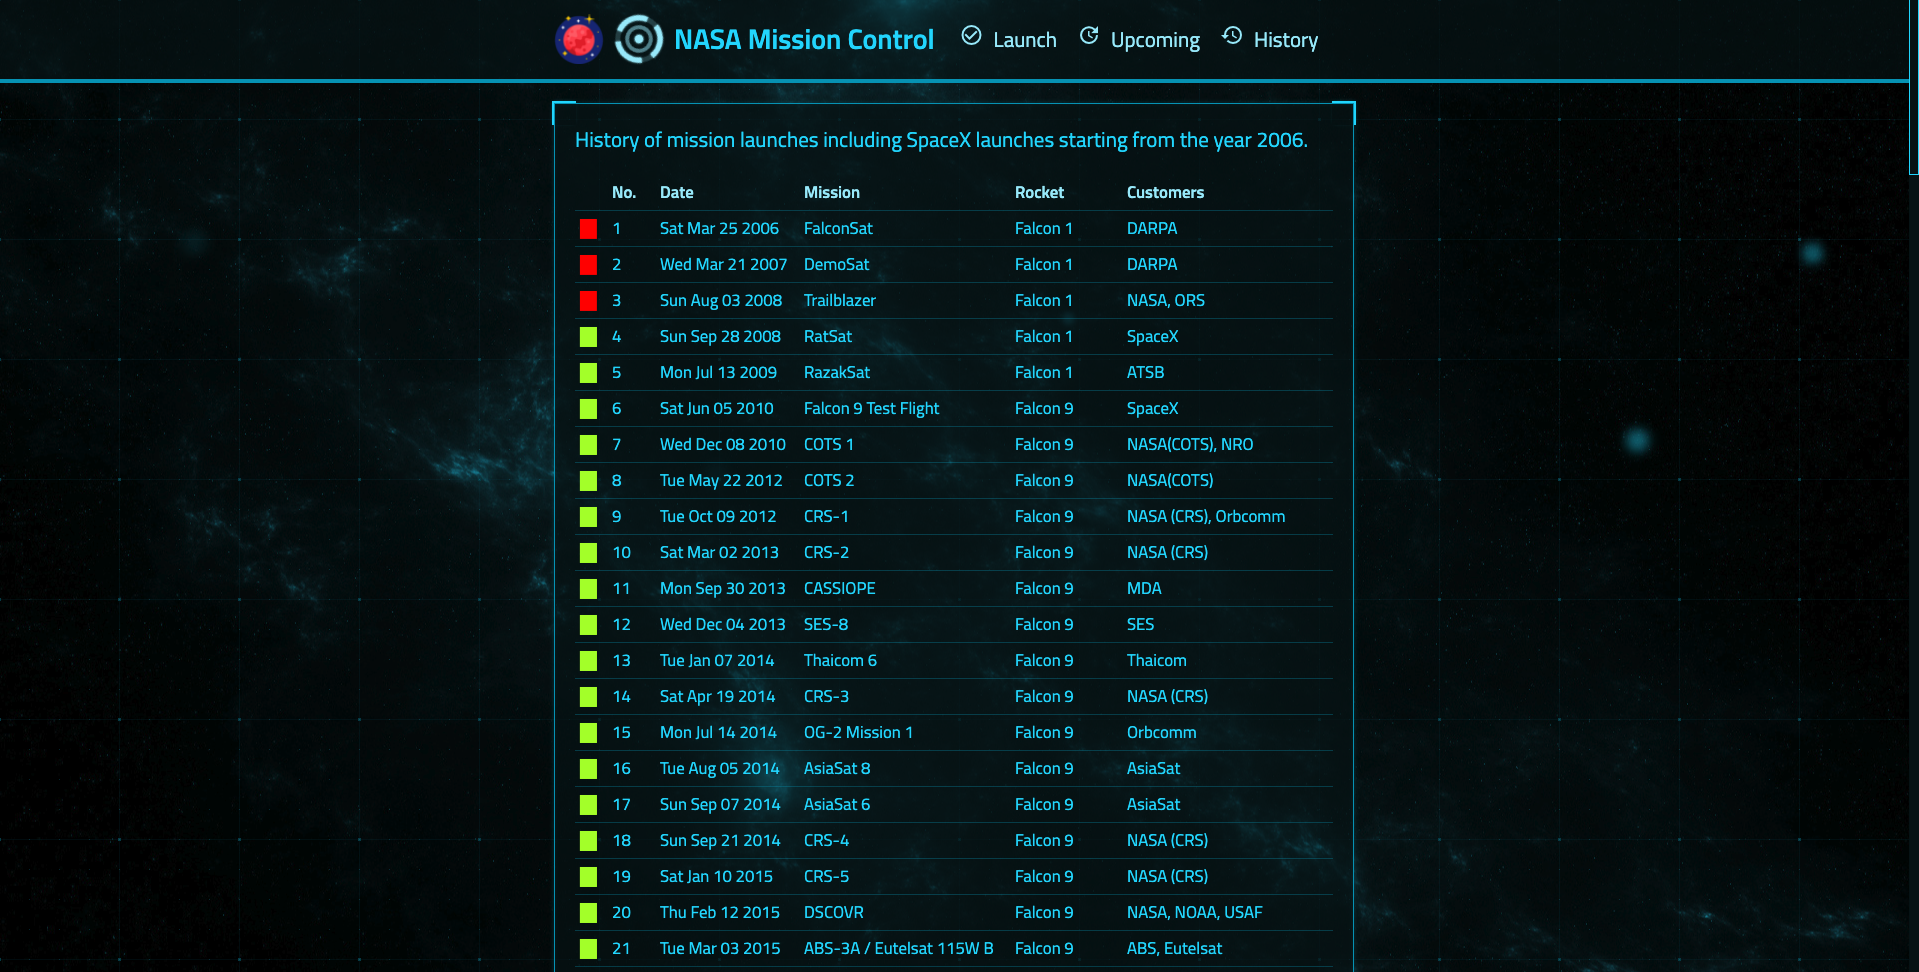 NASA Mission Control Launch Upcoming History
History of mission launches including SpaceX launches starting from the year 2006.
No. Date Mission Rocket Customers
1 Sat Mar 25 2006 FalconSat Falcon 1 DARPA
2 Wed Mar 21 2007 DemoSat Falcon 1 DARPA
3 Sun Aug 03 2008 Trailblazer Falcon 1 NASA, ORS
4 Sun Sep 28 2008 RatSat Falcon 1 SpaceX
5 Mon Jul 13 2009 RazakSat Falcon 1 ATSB
6 Sat Jun 05 2010 Falcon 9 Test Flight Falcon 9 SpaceX
7 Wed Dec 08 2010 COTS 1 Falcon 9 NASA(COTS), NRO
8 Tue May 22 2012 COTS 2 Falcon 9 NASA(COTS)
9 Tue Oct 09 2012 CRS-1 Falcon 9 NASA (CRS), Orbcomm
10 Sat Mar 02 2013 CRS-2 Falcon 9 NASA (CRS)
11 Mon Sep 30 2013 CASSIOPE Falcon 9 MDA
12 Wed Dec 04 2013 SES-8 Falcon 9 SES
13 Tue Jan 07 2014 Thaicom 6 Falcon 9 Thaicom
14 Sat Apr 19 2014 CRS-3 Falcon 9 NASA (CRS)
15 Mon Jul 14 2014 OG-2 Mission 1 Falcon 9 Orbcomm
16 Tue Aug 05 2014 AsiaSat 8 Falcon 9 AsiaSat
17 Sun Sep 07 2014 AsiaSat 6 Falcon 9 AsiaSat
18 Sun Sep 21 2014 CRS-4 Falcon 9 NASA (CRS)
19 Sat Jan 10 2015 CRS-5 Falcon 9 NASA (CRS)
20 Thu Feb 12 2015 DSCOVR Falcon 9 NASA, NOAA, USAF
21 Tue Mar 03 2015 ABS-3A / Eutelsat 115W B Falcon 9 ABS, Eutelsat